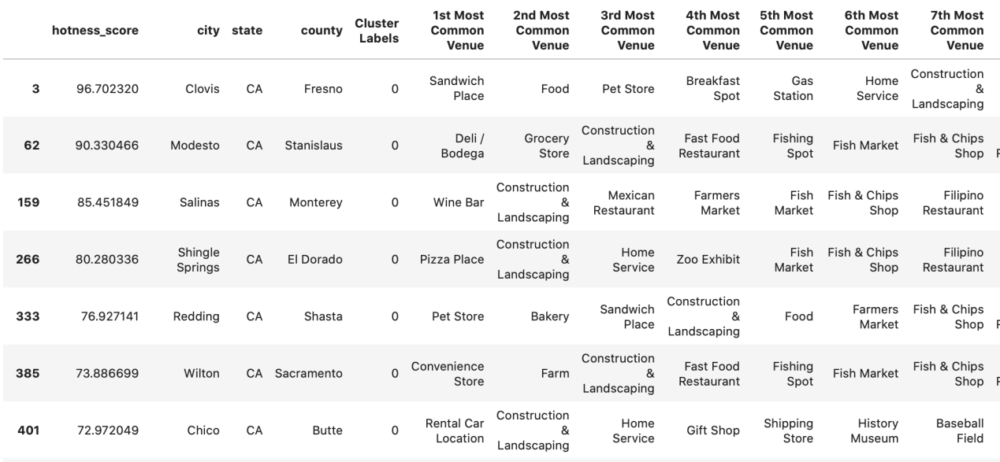 hotness_score city state county Cluster Labels 1st Most Common Venue 2nd Most Common Venue 3rd Most Common Venue 4th Most Common Venue 5th Most Common Venue 6th Most Common Venue 7th Most Common Venue
3 96.702320 Clovis CA Fresno 0 Sandwich Place Food Pet Store Breakfast Spot Gas Station Home Service Construction & Landscaping
62 90.330466 Modesto CA Stanislaus 0 Deli / Bodega Grocery Store Construction & Landscaping Fast Food Restaurant Fishing Spot Fish Market Fish & Chips Shop
159 85.451849 Salinas CA Monterey 0 Wine Bar Construction & Landscaping Mexican Restaurant Farmers Market Fish Market Fish & Chips Shop Filipino Restaurant
266 80.280336 Shingle Springs CA El Dorado 0 Pizza Place Construction & Landscaping Home Service Zoo Exhibit Fish Market Fish & Chips Shop Filipino Restaurant
333 76.927141 Redding CA Shasta 0 Pet Store Bakery Sandwich Place Construction & Landscaping Food Farmers Market Fish & Chips Shop
385 73.886699 Wilton CA Sacramento 0 Convenience Store Farm Construction & Landscaping Fast Food Restaurant Fishing Spot Fish Market Fish & Chips Shop
401 72.972049 Chico CA Butte 0 Rental Car Location Construction & Landscaping Home Service Gift Shop Shipping Store History Museum Baseball Field